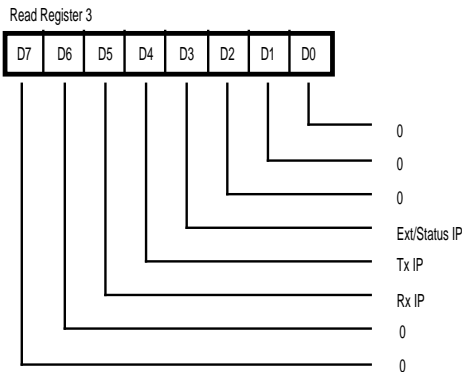 Read Register 3
D7 D6 D5 D4 D3 D2 D1 D0
0
0
0
Ext/Status IP
Tx IP
Rx IP
0
0